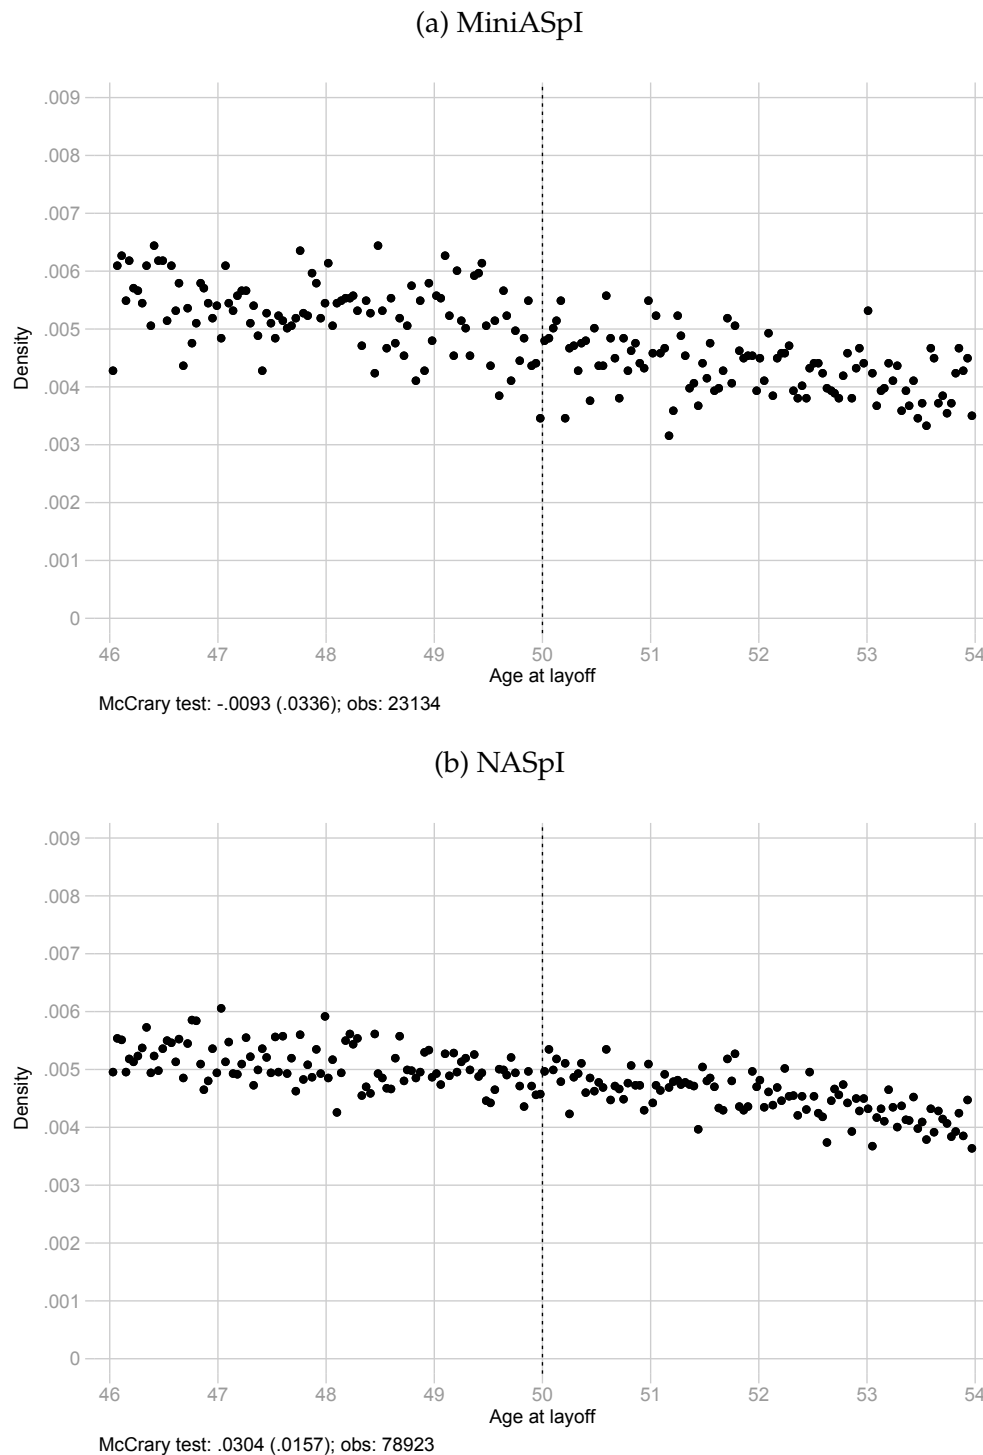 (a) MiniASpI
.009
.008
.007
.006
.005
.004
.003
.002
.001
0
Density
46 47 48 49 50 51 52 53 54
Age at layoff
McCrary test: -.0093 (.0336); obs: 23134
(b) NASpI
.009
.008
.007
.006
.005
.004
.003
.002
.001
0
Density
46 47 48 49 50 51 52 53 54
Age at layoff
McCrary test: .0304 (.0157); obs: 78923